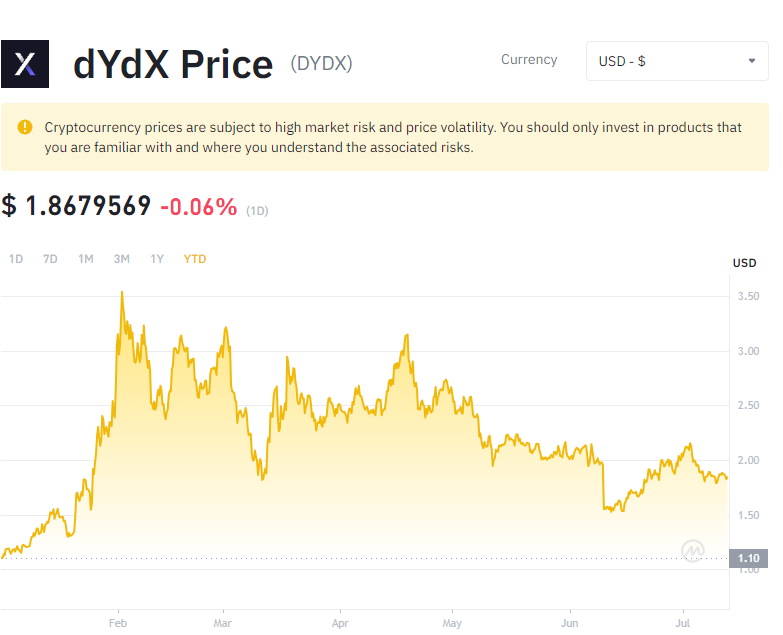 dYdX Price (DYDX)
Currency
USD - $
Cryptocurrency prices are subject to high market risk and price volatility. You should only invest in products that
you are familiar with and where you understand the associated risks.
$ 1.8679569 -0.06% (1D)
1D 7D 1M 3M 1Y YTD
USD
3.50
3.00
2.50
2.00
1.50
1.10
1.00
Feb Mar Apr May Jun Jul